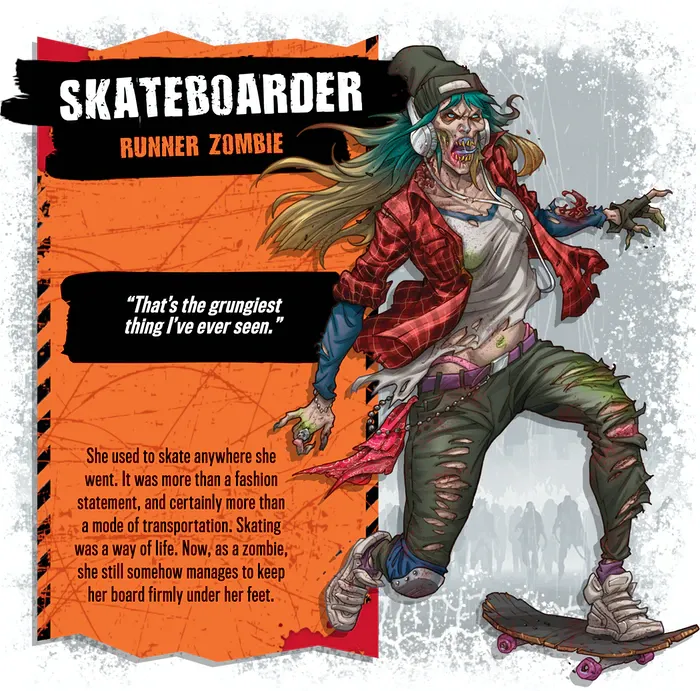 SKATEBOARDER
RUNNER ZOMBIE
“That’s the grungiest
thing I’ve ever seen.”
She used to skate anywhere she
went. It was more than a fashion
statement, and certainly more than
a mode of transportation. Skating
was a way of life. Now, as a zombie,
she still somehow manages to keep
her board firmly under her feet.